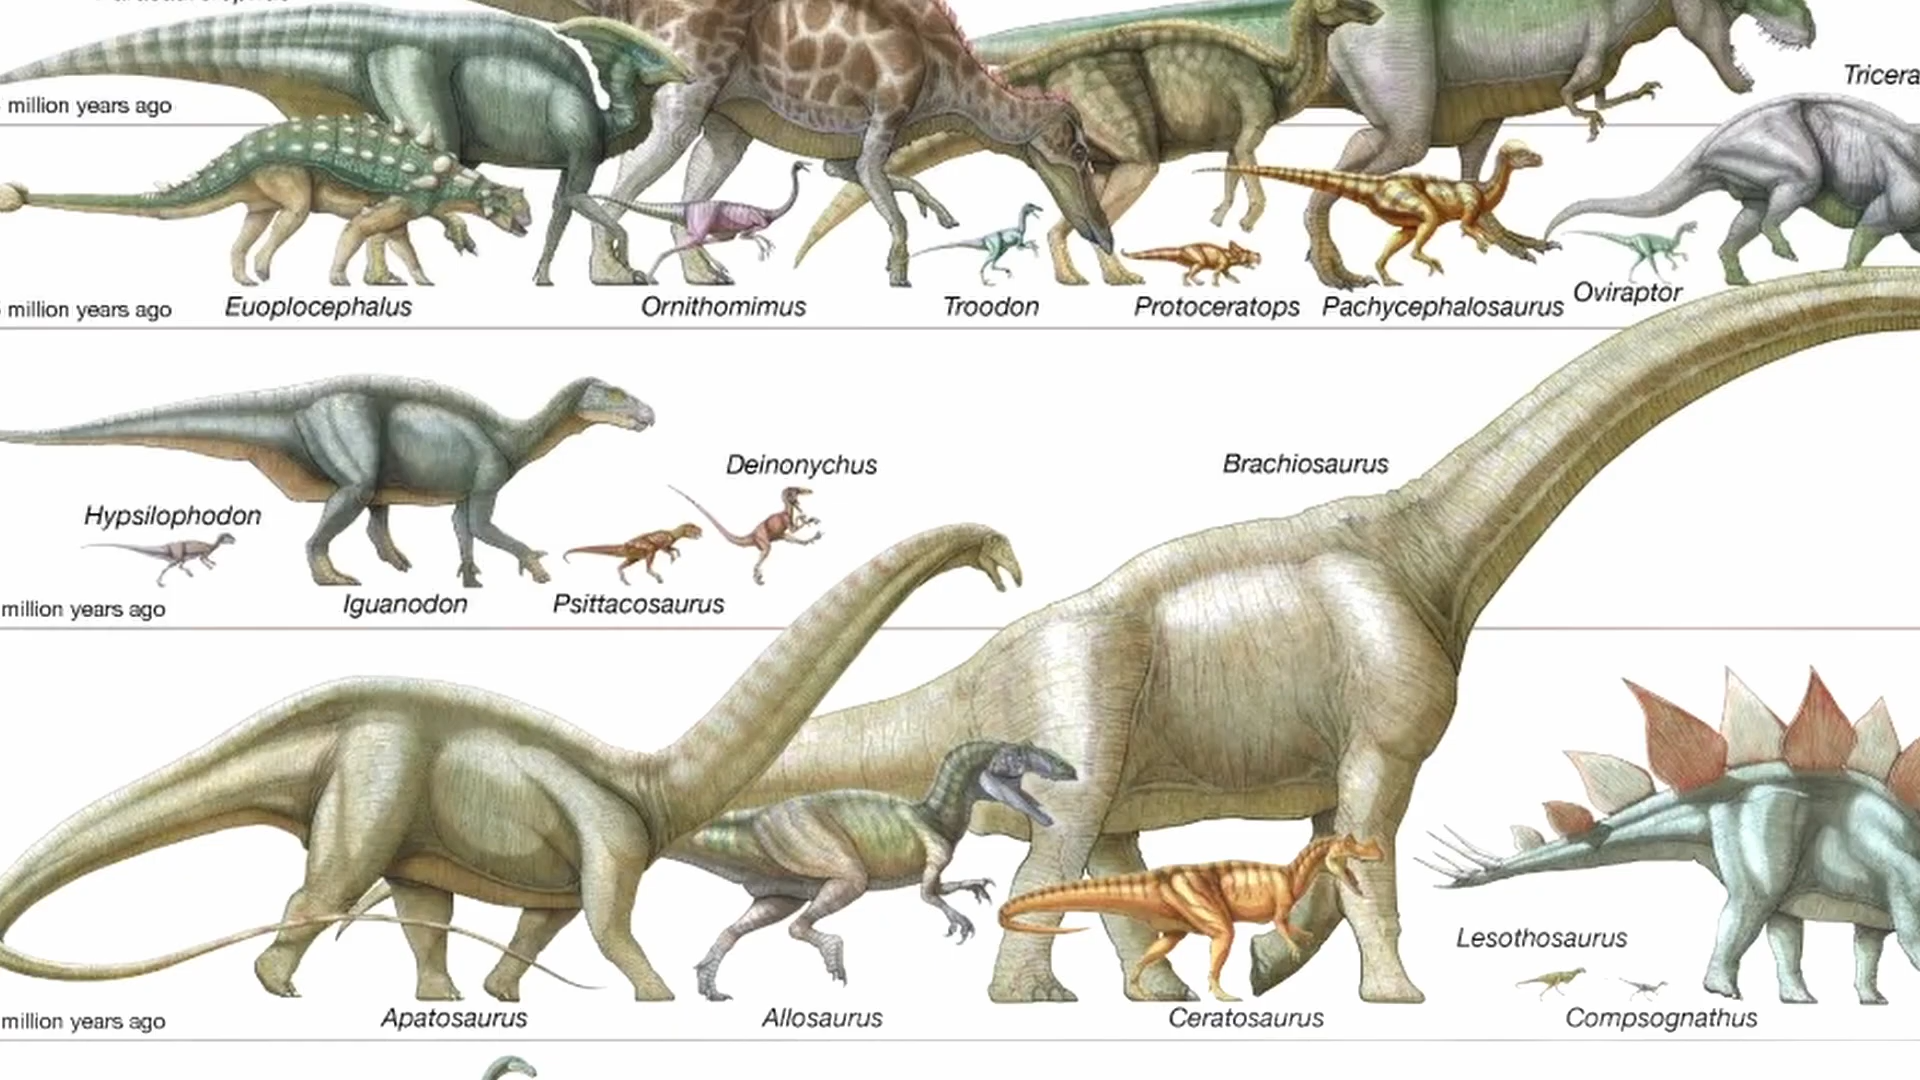 Tricera
million years ago
Euoplocephalus
Ornithomimus
Troodon
Protoceratops
Pachycephalosaurus
Oviraptor
million years ago
Deinonychus
Brachiosaurus
Hypsilophodon
Iguanodon
Psittacosaurus
million years ago
Lesothosaurus
Apatosaurus
Allosaurus
Ceratosaurus
Compsognathus
million years ago